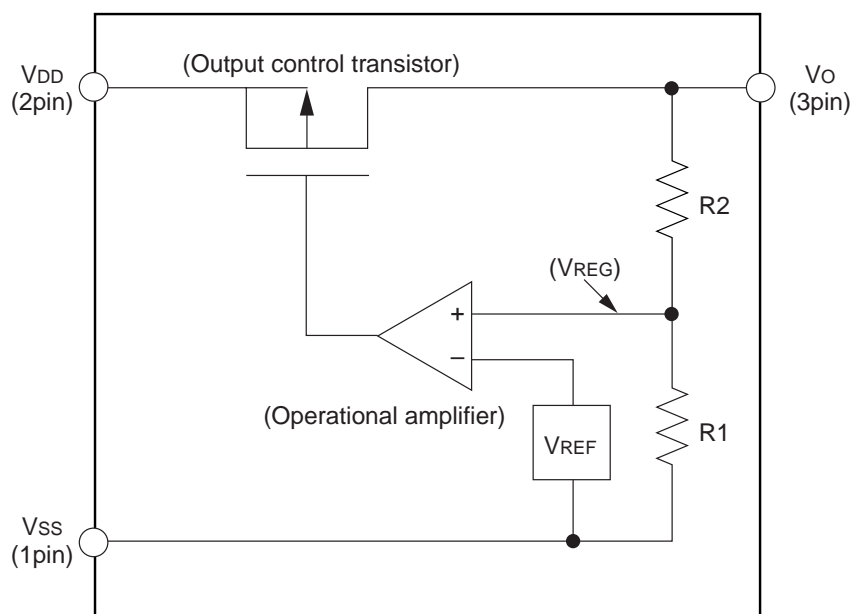 (Output control transistor)
VDD
(2pin)
VO
(3pin)
R2
(VREG)
+
−
(Operational amplifier)
VREF
R1
VSS
(1pin)